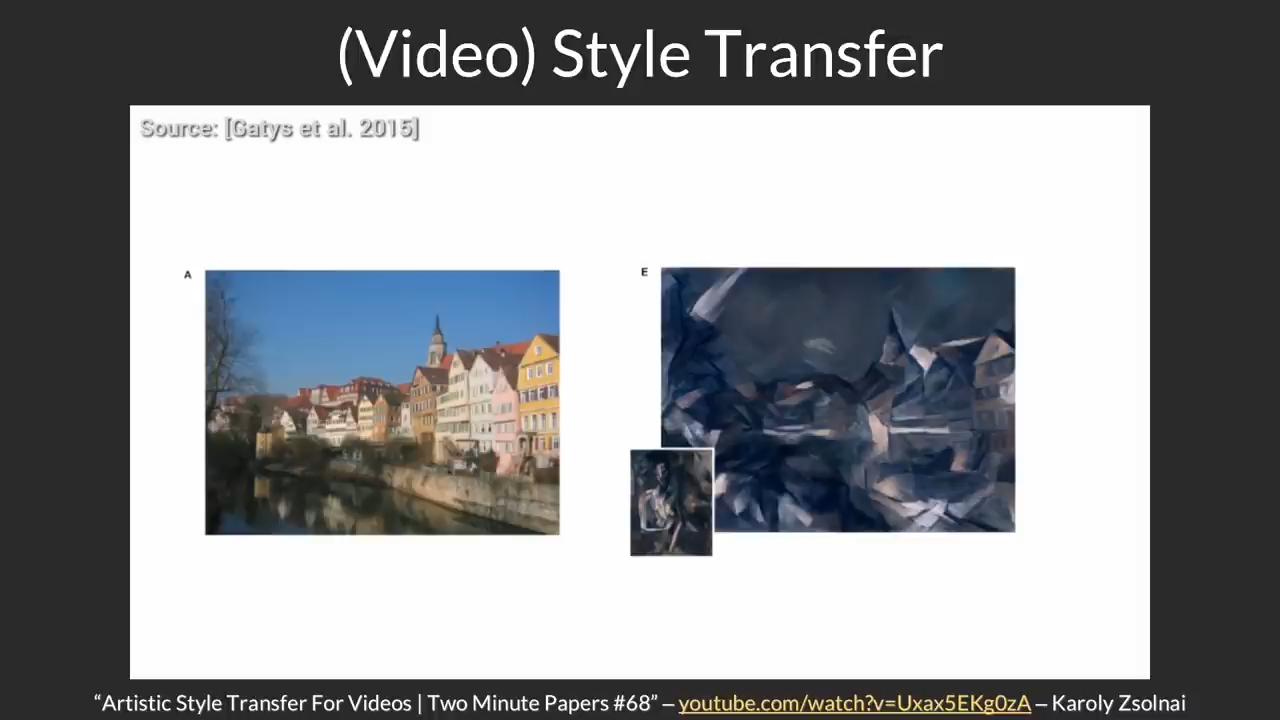 (Video) Style Transfer
Source: [Gatys et al. 2015]
A
E
“Artistic Style Transfer For Videos | Two Minute Papers #68” – youtube.com/watch?v=Uxax5EKg0zA – Karoly Zsolnai